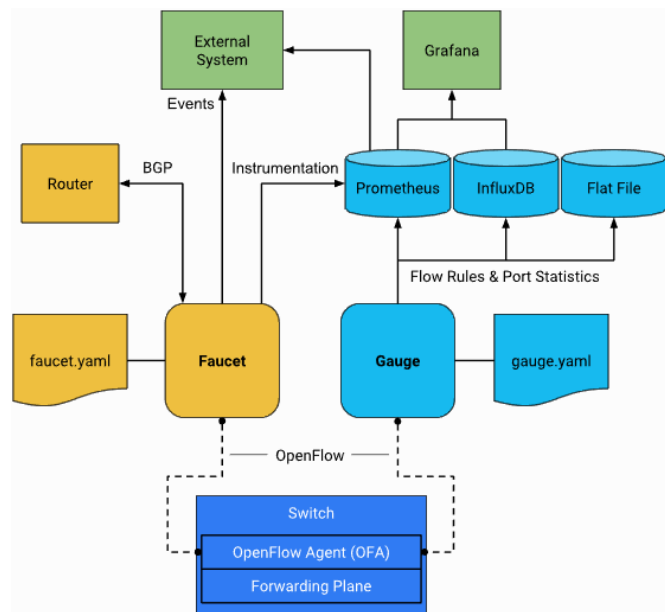 External
System
Grafana
Events
BGP
Instrumentation
Router
Prometheus
InfluxDB
Flat File
Flow Rules & Port Statistics
faucet.yaml
Faucet
Gauge
gauge.yaml
OpenFlow
Switch
OpenFlow Agent (OFA)
Forwarding Plane